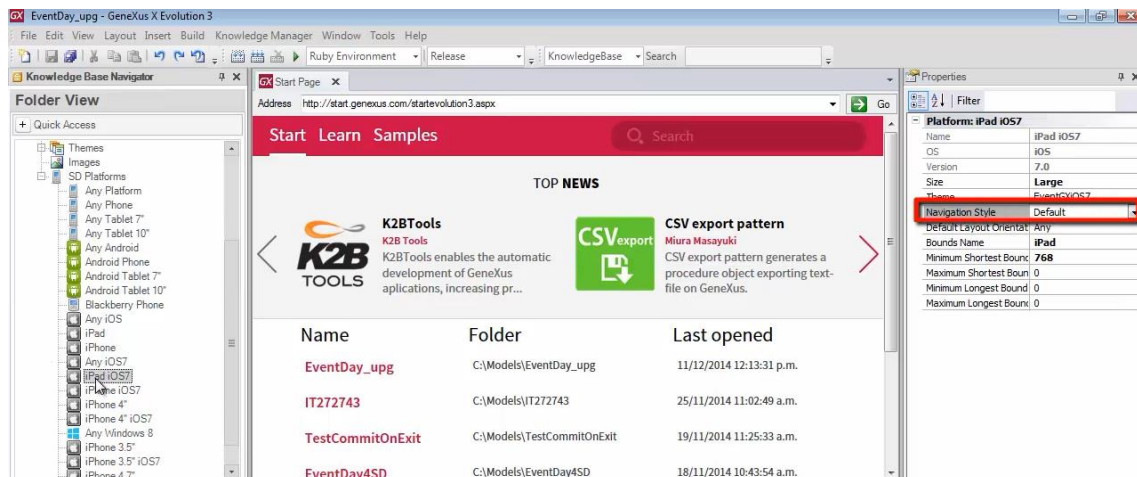 EventDay_upg - GeneXus X Evolution 3
File Edit View Layout Insert Build Knowledge Manager Window Tools Help
Ruby Environment Release KnowledgeBase Search
Knowledge Base Navigator
Folder View
Quick Access
Themes
Images
SD Platforms
Any Platform
Any Phone
Any Tablet 7"
Any Tablet 10"
Any Android
Android Phone
Android Tablet 7"
Android Tablet 10"
Blackberry Phone
Any iOS
iPad
iPhone
Any iOS7
iPad iOS7
iPhone iOS7
iPhone 4"
iPhone 4" iOS7
Any Windows 8
iPhone 3.5"
iPhone 3.5" iOS7
iPhone 4.7"
Start Page
Address http://start.genexus.com/startevolution3.aspx Go
Start Learn Samples Search
TOP NEWS
K2B TOOLS
K2BTools
K2B Tools
K2BTools enables the automatic
development of GeneXus
aplications, increasing pr...
CSVexport
CSV export pattern
Miura Masayuki
CSV export pattern generates a
procedure object exporting text-
file on GeneXus.
Name Folder Last opened
EventDay_upg C:\Models\EventDay_upg 11/12/2014 12:13:31 p.m.
IT272743 C:\Models\IT272743 25/11/2014 11:02:49 a.m.
TestCommitOnExit C:\Models\TestCommitOnExit 19/11/2014 11:25:33 a.m.
EventDay4SD C:\Models\EventDay4SD 18/11/2014 10:43:54 a.m.
Properties
Filter
Platform: iPad iOS7
Name iPad iOS7
OS iOS
Version 7.0
Size Large
Theme EventGXiOS7
Navigation Style Default
Default Layout Orientat Any
Bounds Name iPad
Minimum Shortest Bound 768
Maximum Shortest Boun 0
Minimum Longest Bound 0
Maximum Longest Bound 0